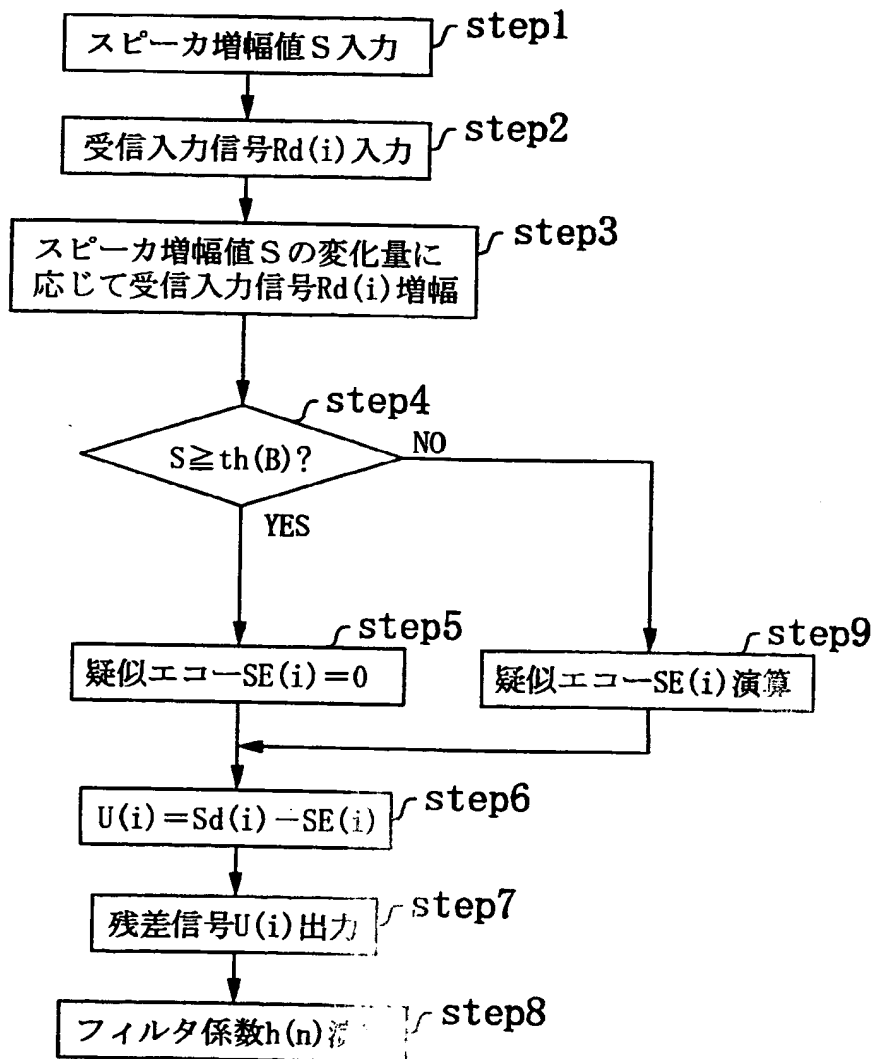 スピーカ増幅値S入力
step1
受信入力信号Rd(i)入力
step2
スピーカ増幅値Sの変化量に
応じて受信入力信号Rd(i)増幅
step3
step4
S≧th(B)?
NO
YES
step5
疑似エコーSE(i)=0
step9
疑似エコーSE(i)演算
U(i)=Sd(i)-SE(i)
step6
残差信号U(i)出力
step7
フィルタ係数h(n)
step8